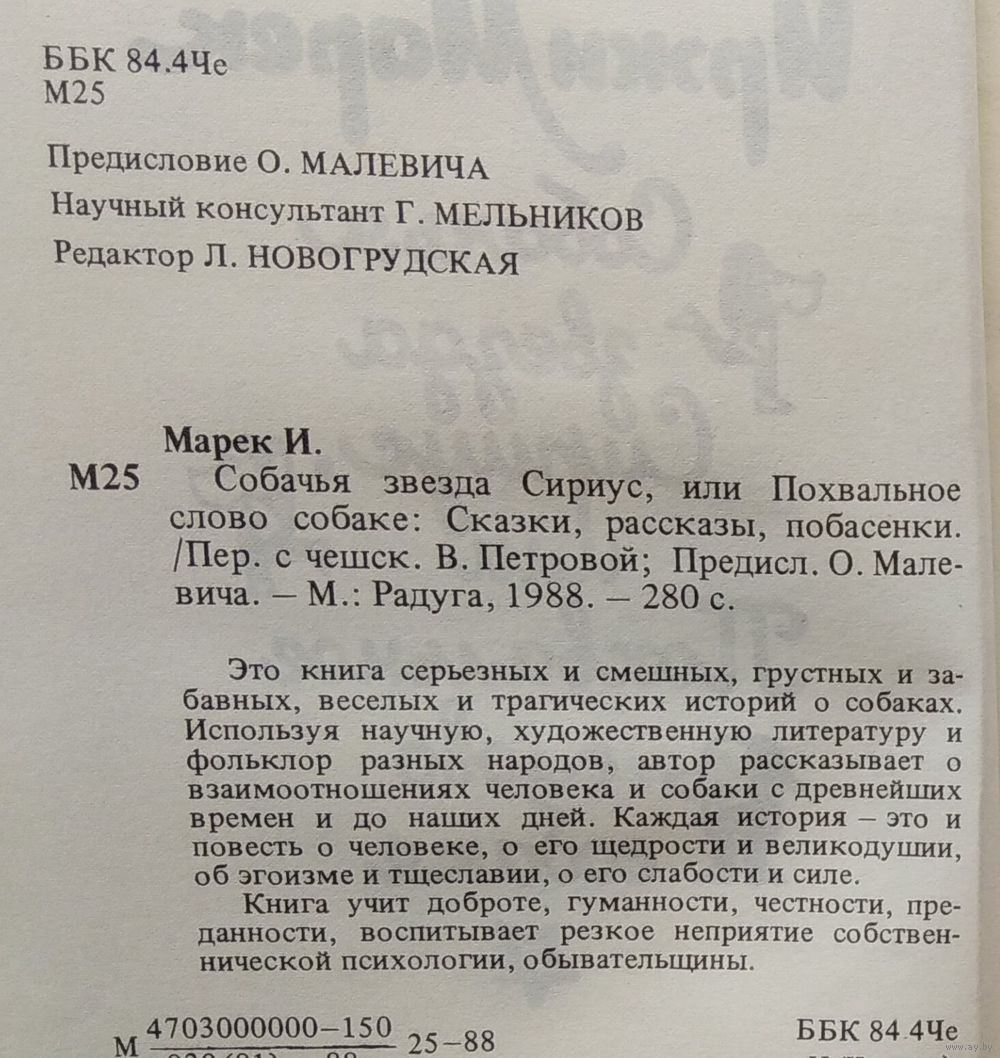 ББК 84.4Че
М25
Предисловие О. МАЛЕВИЧА
Научный консультант Г. МЕЛЬНИКОВ
Редактор Л. НОВОГРУДСКАЯ
Марек И.
М25 Собачья звезда Сириус, или Похвальное
слово собаке: Сказки, рассказы, побасенки.
/Пер. с чешск. В. Петровой; Предисл. О. Мале-
вича. – М.: Радуга, 1988. – 280 с.
Это книга серьезных и смешных, грустных и за-
бавных, веселых и трагических историй о собаках.
Используя научную, художественную литературу и
фольклор разных народов, автор рассказывает о
взаимоотношениях человека и собаки с древнейших
времен и до наших дней. Каждая история – это и
повесть о человеке, о его щедрости и великодушии,
об эгоизме и тщеславии, о его слабости и силе.
Книга учит доброте, гуманности, честности, пре-
данности, воспитывает резкое неприятие собствен-
нической психологии, обывательщины.
М 4703000000–150 25–88
ББК 84.4Че
www.ay.by